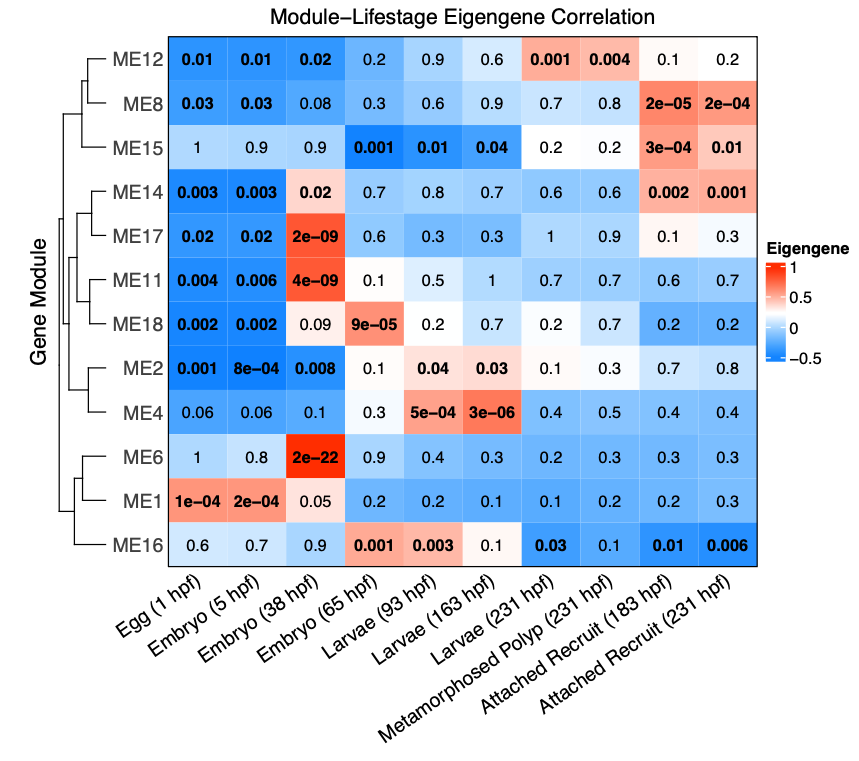 Module−Lifestage Eigengene Correlation
Gene Module
ME12 0.01 0.01 0.02 0.2 0.9 0.6 0.001 0.004 0.1 0.2
ME8 0.03 0.03 0.08 0.3 0.6 0.9 0.7 0.8 2e−05 2e−04
ME15 1 0.9 0.9 0.001 0.01 0.04 0.2 0.2 3e−04 0.01
ME14 0.003 0.003 0.02 0.7 0.8 0.7 0.6 0.6 0.002 0.001
ME17 0.02 0.02 2e−09 0.6 0.3 0.3 1 0.9 0.1 0.3
ME11 0.004 0.006 4e−09 0.1 0.5 1 0.7 0.7 0.6 0.7
ME18 0.002 0.002 0.09 9e−05 0.2 0.7 0.2 0.7 0.2 0.2
ME2 0.001 8e−04 0.008 0.1 0.04 0.03 0.1 0.3 0.7 0.8
ME4 0.06 0.06 0.1 0.3 5e−04 3e−06 0.4 0.5 0.4 0.4
ME6 1 0.8 2e−22 0.9 0.4 0.3 0.2 0.3 0.3 0.3
ME1 1e−04 2e−04 0.05 0.2 0.2 0.1 0.1 0.2 0.2 0.3
ME16 0.6 0.7 0.9 0.001 0.003 0.1 0.03 0.1 0.01 0.006
Egg (1 hpf)
Embryo (5 hpf)
Embryo (38 hpf)
Embryo (65 hpf)
Larvae (93 hpf)
Larvae (163 hpf)
Larvae (231 hpf)
Metamorphosed Polyp (231 hpf)
Attached Recruit (183 hpf)
Attached Recruit (231 hpf)
Eigengene
1
0.5
0
−0.5